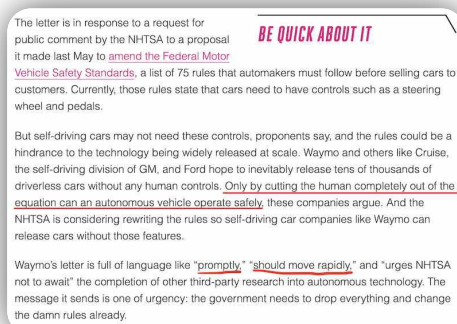 The letter is in response to a request for
public comment by the NHTSA to a proposal
it made last May to amend the Federal Motor
BE QUICK ABOUT IT
Vehicle Safety Standards, a list of 75 rules that automakers must follow before selling cars to
customers. Currently, those rules state that cars need to have controls such as a steering
wheel and pedals.
But self-driving cars may not need these controls, proponents say, and the rules could be a
hindrance to the technology being widely released at scale. Waymo and others like Cruise,
the self-driving division of GM, and Ford hope to inevitably release tens of thousands of
driverless cars without any human controls. Only by cutting the human completely out of the
equation can an autonomous vehicle operate safely, these companies argue. And the
NHTSA is considering rewriting the rules so self-driving car companies like Waymo can
release cars without those features.
Waymo's letter is full of language like “promptly,” “should move rapidly,” and “urges NHTSA
not to await” the completion of other third-party research into autonomous technology. The
message it sends is one of urgency: the government needs to drop everything and change
the damn rules already.